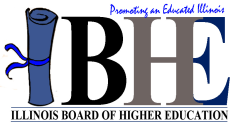 Promoting an Educated Illinois
IBHE
ILLINOIS BOARD OF HIGHER EDUCATION